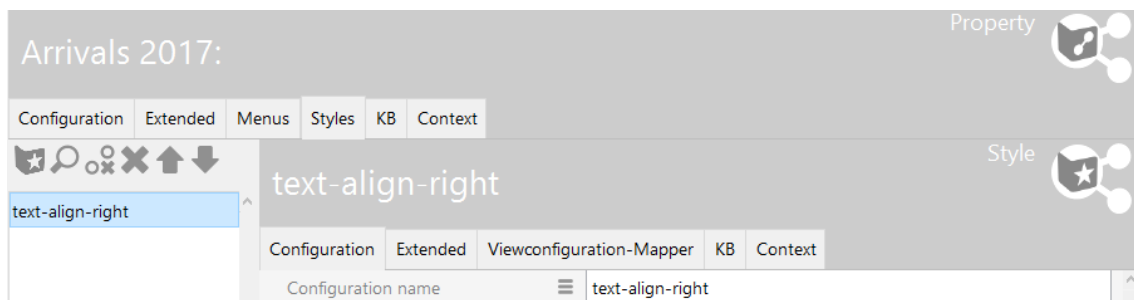 Property
Arrivals 2017:
Configuration Extended Menus Styles KB Context
Style
text-align-right
text-align-right
Configuration Extended Viewconfiguration-Mapper KB Context
Configuration name text-align-right